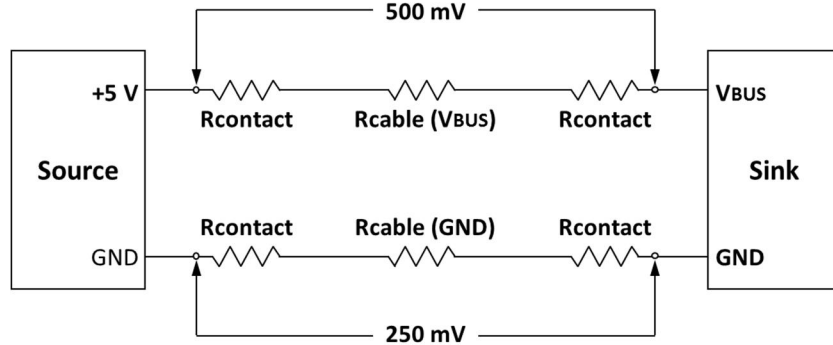 500 mV
+5 V
VBUS
Rcontact
Rcable (VBUS)
Rcontact
Source
Sink
Rcontact
Rcable (GND)
Rcontact
GND
GND
250 mV